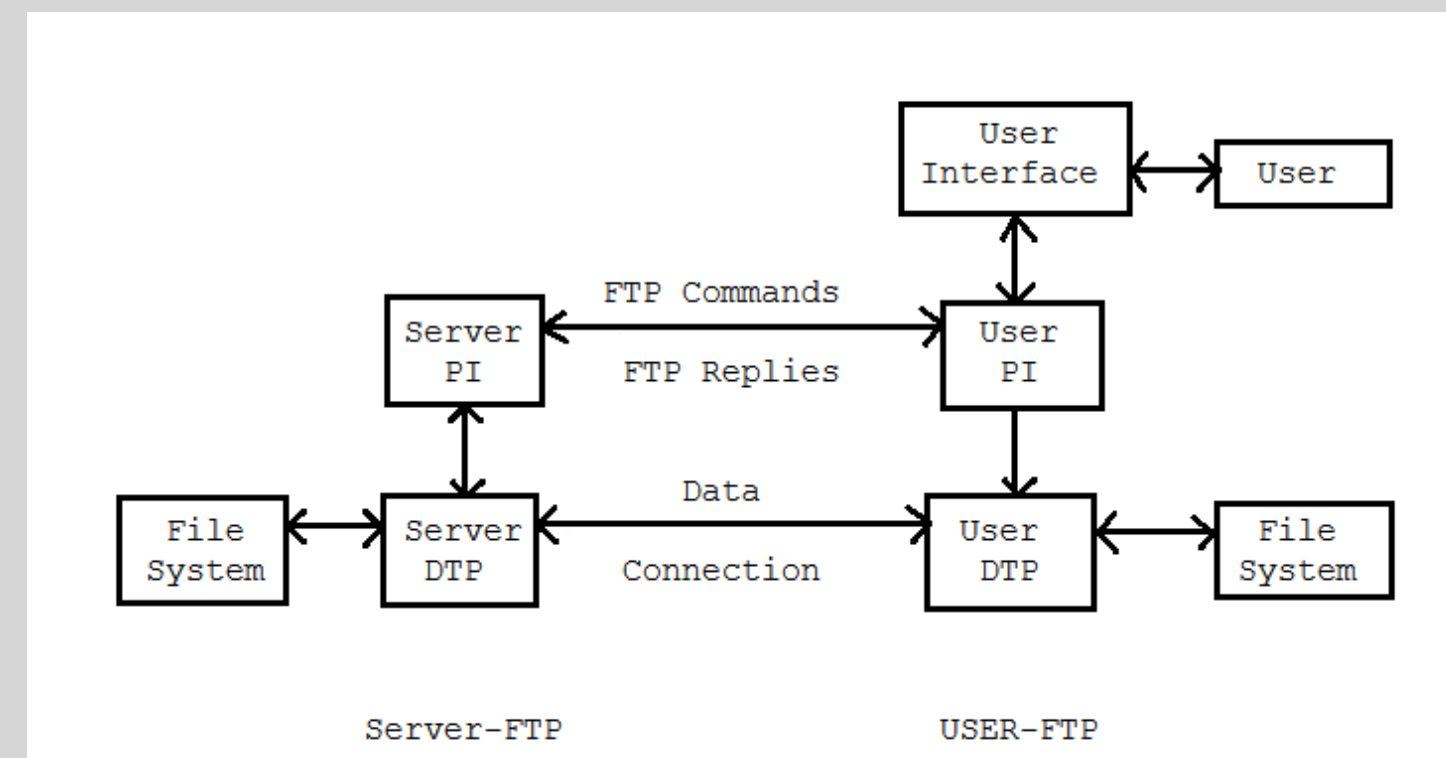 User
Interface
User
FTP Commands
Server
PI
User
PI
FTP Replies
Data
File
System
Server
DTP
User
DTP
File
System
Connection
Server-FTP
USER-FTP